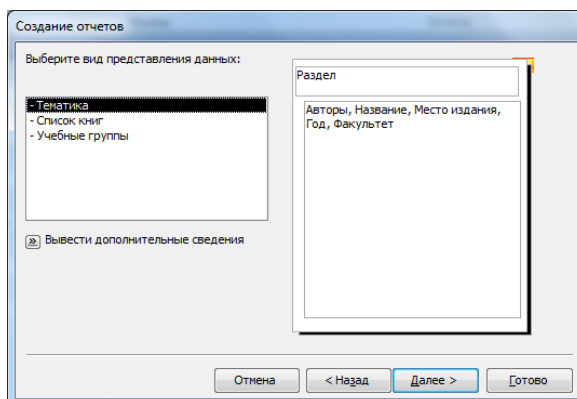 Создание отчетов
Выберите вид представления данных:
- Тематика
- Список книг
- Учебные группы
Вывести дополнительные сведения
Раздел
Авторы, Название, Место издания,
Год, Факультет
Отмена
< Назад
Далее >
Готово